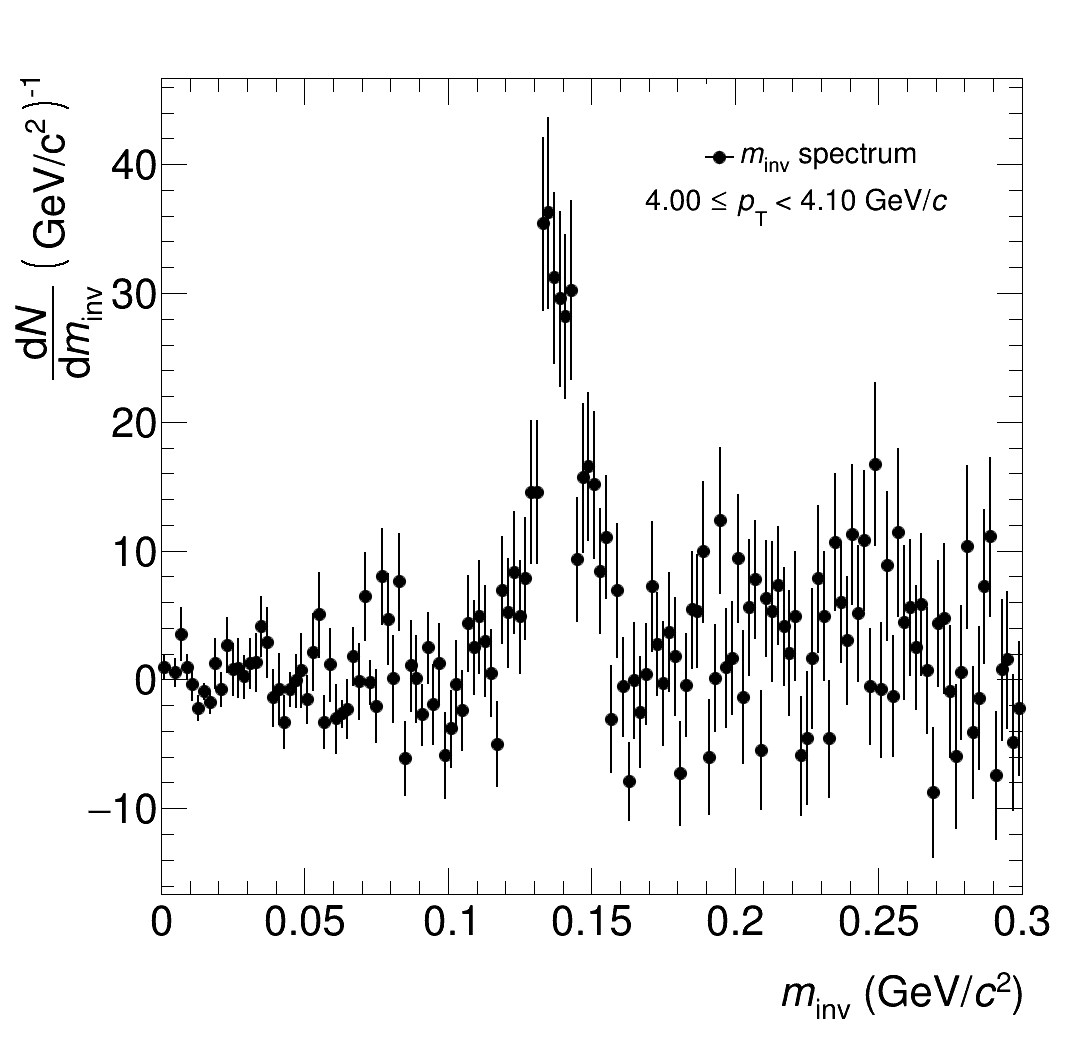 dN/dm_inv ( GeV/c² )⁻¹
m_inv spectrum
4.00 ≤ p_T < 4.10 GeV/c
40
30
20
10
0
−10
0 0.05 0.1 0.15 0.2 0.25 0.3
m_inv (GeV/c²)